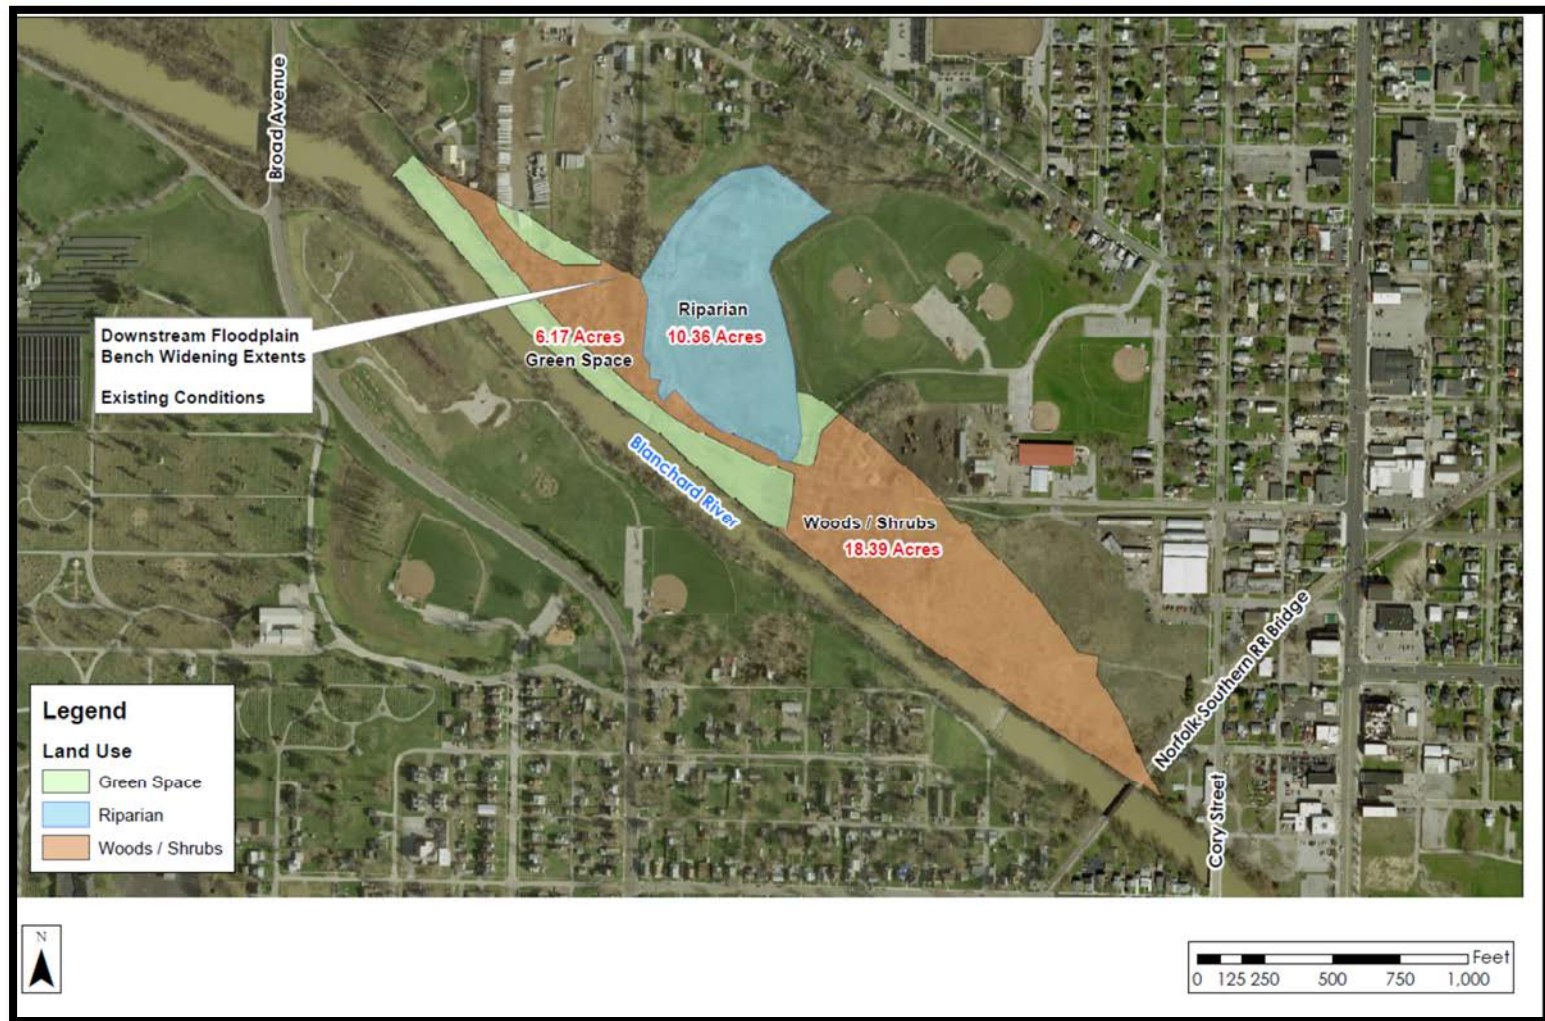 Broad Avenue
Downstream Floodplain
Bench Widening Extents
Existing Conditions
6.17 Acres
Green Space
Riparian
10.36 Acres
Blanchard River
Woods / Shrubs
18.39 Acres
Norfolk Southern RR Bridge
Cory Street
Legend
Land Use
Green Space
Riparian
Woods / Shrubs
N
Feet
0 125 250 500 750 1,000